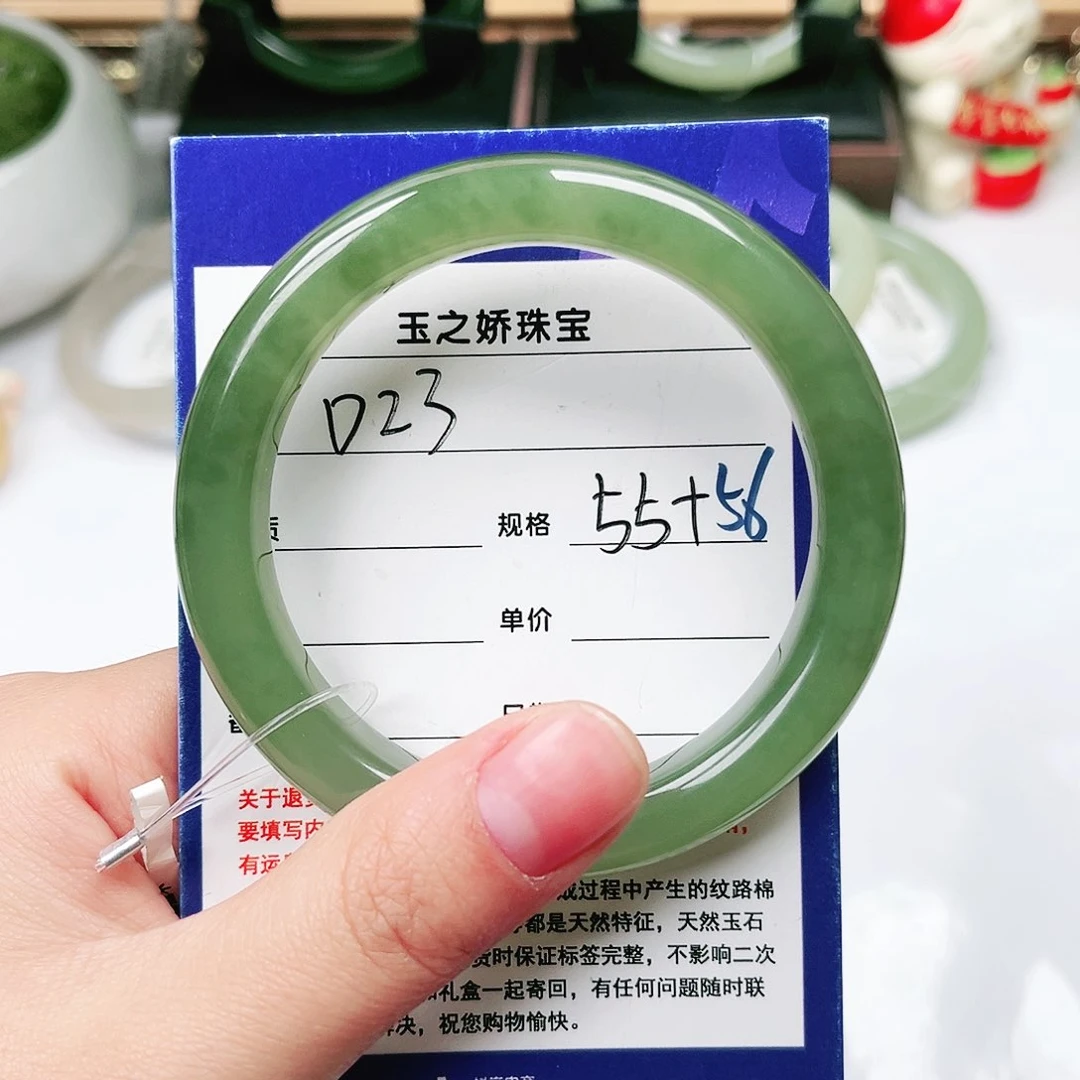 玉之娇珠宝
D23
规格 55+56
单价
关于退
要填写内
有运
过程中产生的纹路棉
都是天然特征，天然玉石
货时保证标签完整，不影响二次
礼盒一起寄回，有任何问题随时联
决，祝您购物愉快。